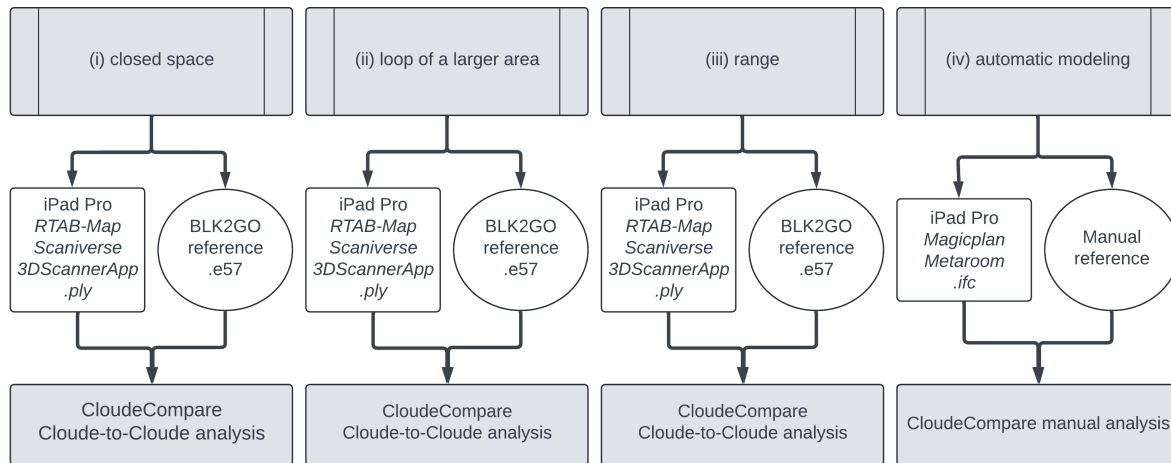 (i) closed space
(ii) loop of a larger area
(iii) range
(iv) automatic modeling
iPad Pro
RTAB-Map
Scaniverse
3DScannerApp
.ply
BLK2GO
reference
.e57
iPad Pro
RTAB-Map
Scaniverse
3DScannerApp
.ply
BLK2GO
reference
.e57
iPad Pro
RTAB-Map
Scaniverse
3DScannerApp
.ply
BLK2GO
reference
.e57
iPad Pro
Magicplan
Metaroom
.ifc
Manual
reference
CloudeCompare
Cloude-to-Cloude analysis
CloudeCompare
Cloude-to-Cloude analysis
CloudeCompare
Cloude-to-Cloude analysis
CloudeCompare manual analysis